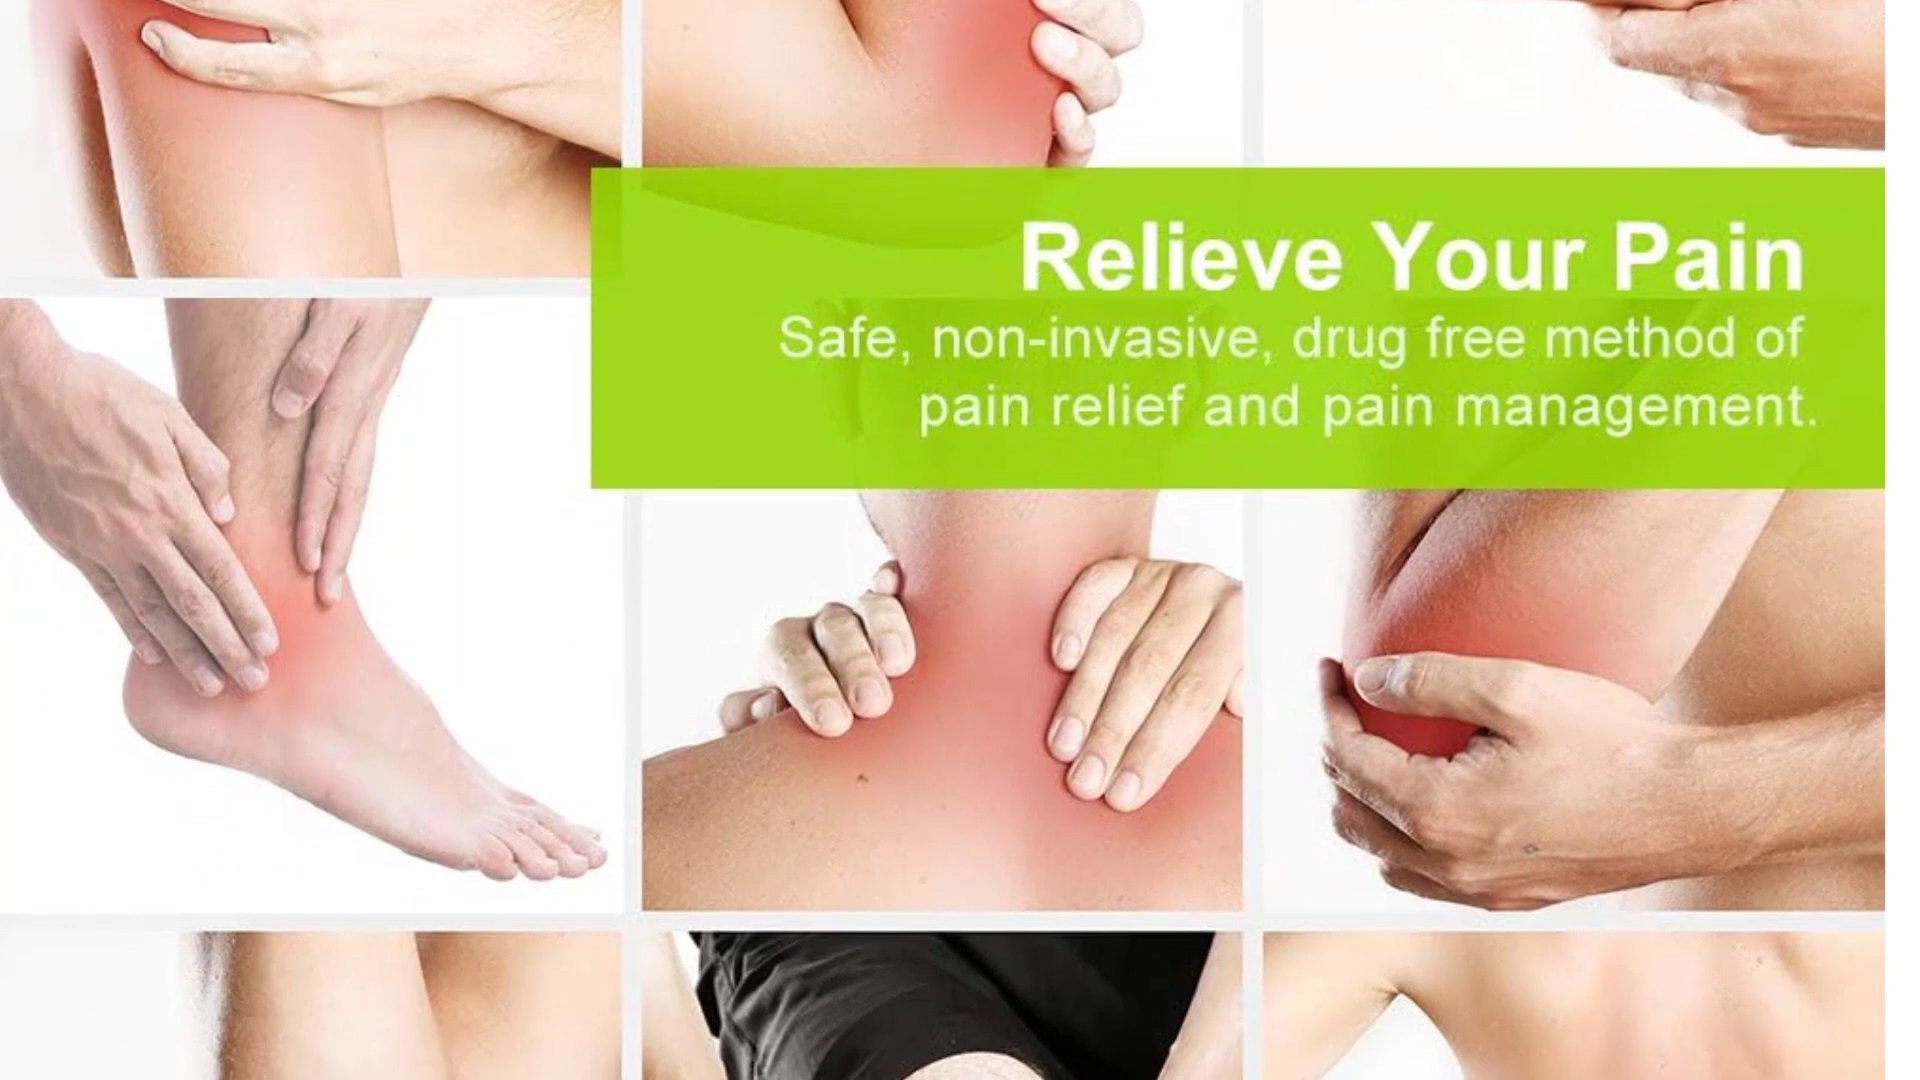 Relieve Your Pain
Safe, non-invasive, drug free method of
pain relief and pain management.